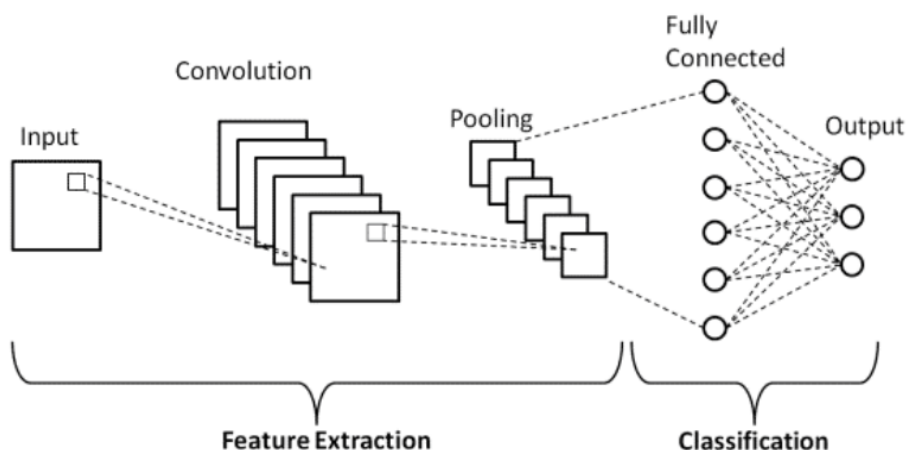 Input
Convolution
Pooling
Fully
Connected
Output
Feature Extraction
Classification